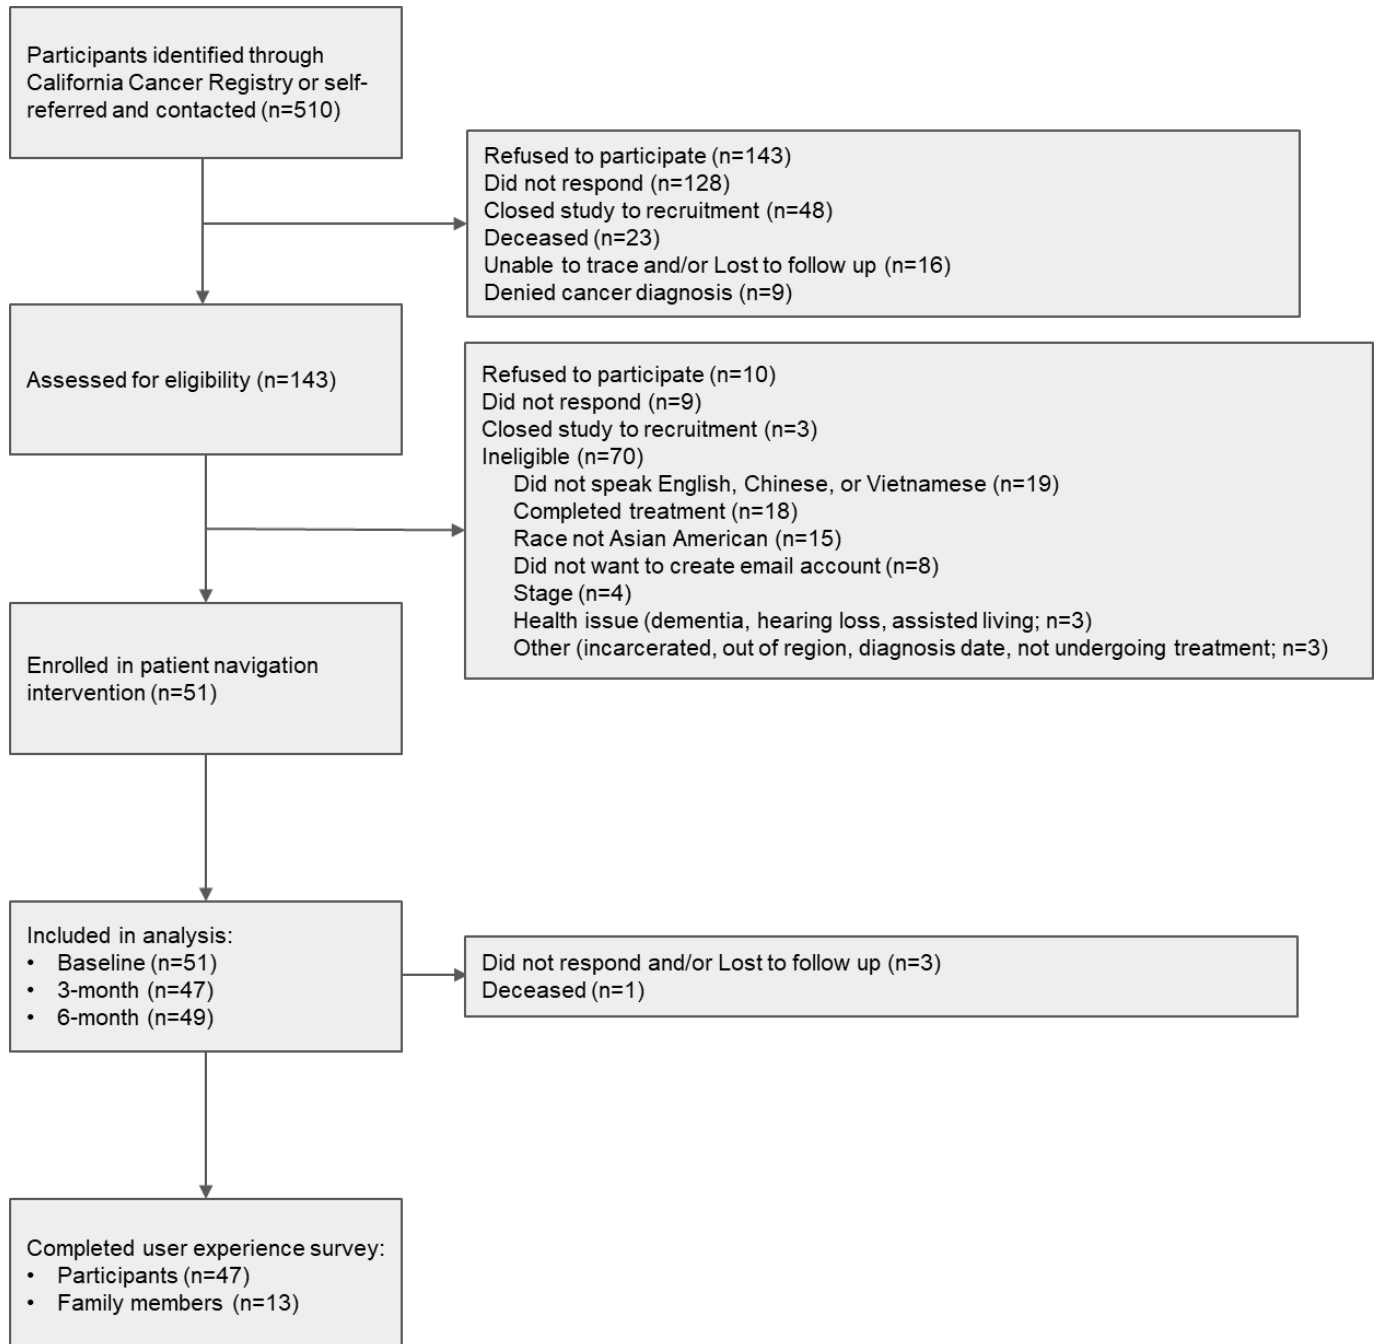 Participants identified through
California Cancer Registry or self-
referred and contacted (n=510)
Refused to participate (n=143)
Did not respond (n=128)
Closed study to recruitment (n=48)
Deceased (n=23)
Unable to trace and/or Lost to follow up (n=16)
Denied cancer diagnosis (n=9)
Assessed for eligibility (n=143)
Refused to participate (n=10)
Did not respond (n=9)
Closed study to recruitment (n=3)
Ineligible (n=70)
Did not speak English, Chinese, or Vietnamese (n=19)
Completed treatment (n=18)
Race not Asian American (n=15)
Did not want to create email account (n=8)
Stage (n=4)
Health issue (dementia, hearing loss, assisted living; n=3)
Other (incarcerated, out of region, diagnosis date, not undergoing treatment; n=3)
Enrolled in patient navigation
intervention (n=51)
Included in analysis:
• Baseline (n=51)
• 3-month (n=47)
• 6-month (n=49)
Did not respond and/or Lost to follow up (n=3)
Deceased (n=1)
Completed user experience survey:
• Participants (n=47)
• Family members (n=13)